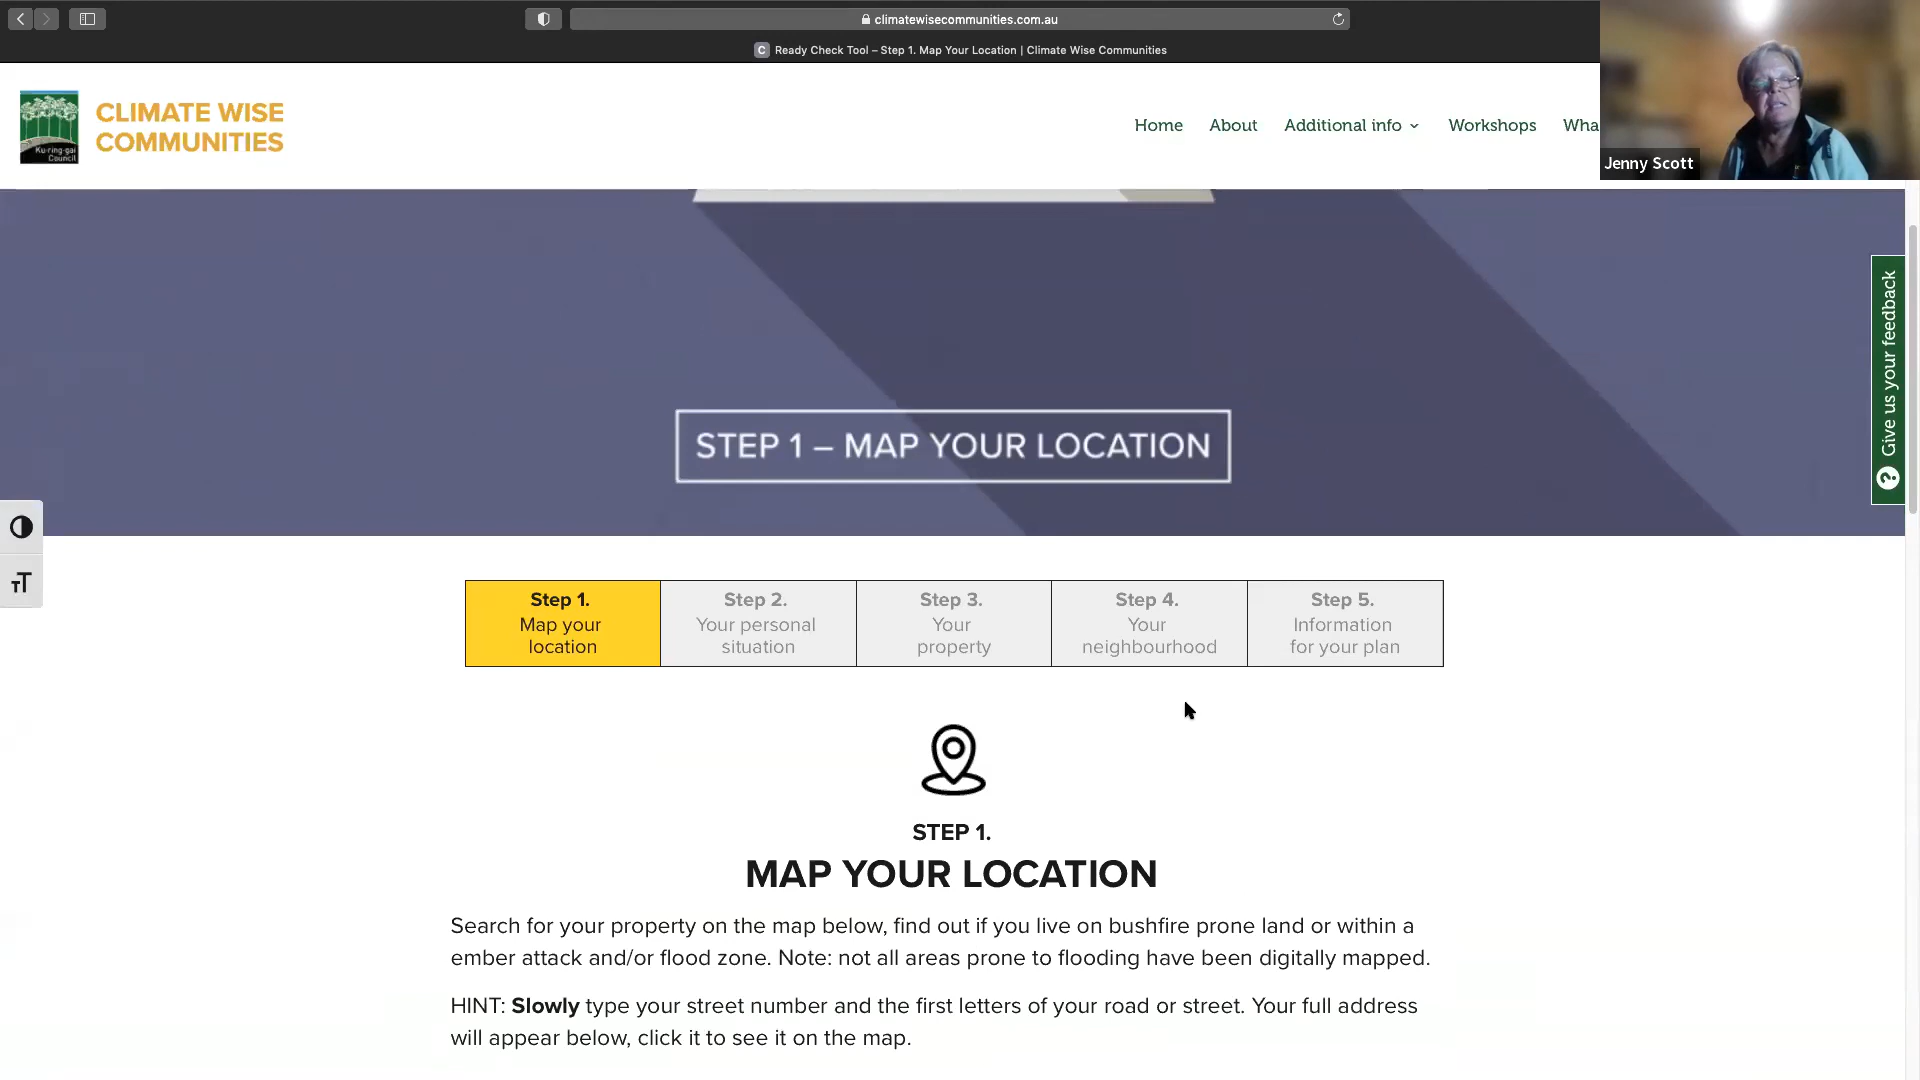 climatewisecommunities.com.au
C Ready Check Tool – Step 1. Map Your Location | Climate Wise Communities
Ku-ring-gai
Council
CLIMATE WISE
COMMUNITIES
Home About Additional info Workshops Wha
Jenny Scott
Give us your feedback
STEP 1 – MAP YOUR LOCATION
TT
Step 1.
Map your
location
Step 2.
Your personal
situation
Step 3.
Your
property
Step 4.
Your
neighbourhood
Step 5.
Information
for your plan
STEP 1.
MAP YOUR LOCATION
Search for your property on the map below, find out if you live on bushfire prone land or within a
ember attack and/or flood zone. Note: not all areas prone to flooding have been digitally mapped.
HINT: Slowly type your street number and the first letters of your road or street. Your full address
will appear below, click it to see it on the map.